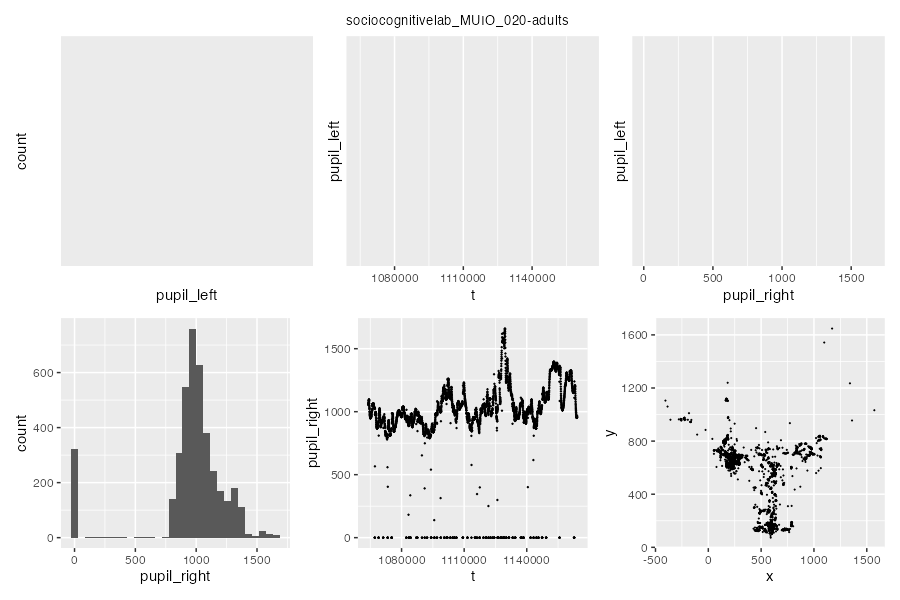 sociocognitivelab_MUIO_020-adults
count
pupil_left
pupil_left
1080000 1110000 1140000
t
pupil_left
0 500 1000 1500
pupil_right
count
600
400
200
0
0 500 1000 1500
pupil_right
pupil_right
1500
1000
500
0
1080000 1110000 1140000
t
y
1600
1200
800
400
0
-500 0 500 1000 1500
x